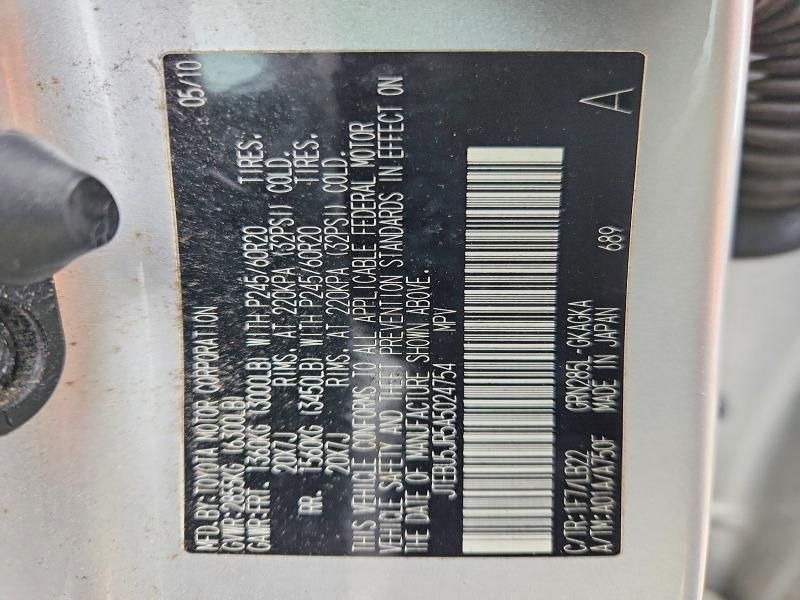 MFD.BY:TOYOTA MOTOR CORPORATION 05/10
GVWR:2855KG (6300LB)
GAWR:FRT. 1360KG (3000LB) WITH P245/60R20 TIRES.
20X7J RIMS. AT 220KPA (32PSI) COLD.
RR. 1560KG (3450LB) WITH P245/60R20 TIRES.
20X7J RIMS. AT 220KPA (32PSI) COLD.
THIS VEHICLE CONFORMS TO ALL APPLICABLE FEDERAL MOTOR
VEHICLE SAFETY AND THEFT PREVENTION STANDARDS IN EFFECT ON
THE DATE OF MANUFACTURE SHOWN ABOVE.
JTEBU5JR3A5024754 MPV
C/TR:1F7/LB22 GRN285L-GKAGKA
A/TM:A01A/A750F MADE IN JAPAN 689 A